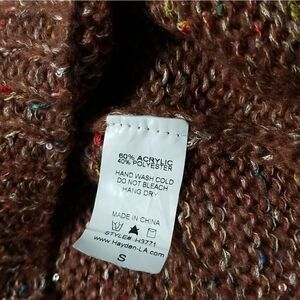 60% ACRYLIC
40% POLYESTER
HAND WASH COLD
DO NOT BLEACH
HANG DRY
MADE IN CHINA
STYLE# H3771
www.Hayden-LA.com
S